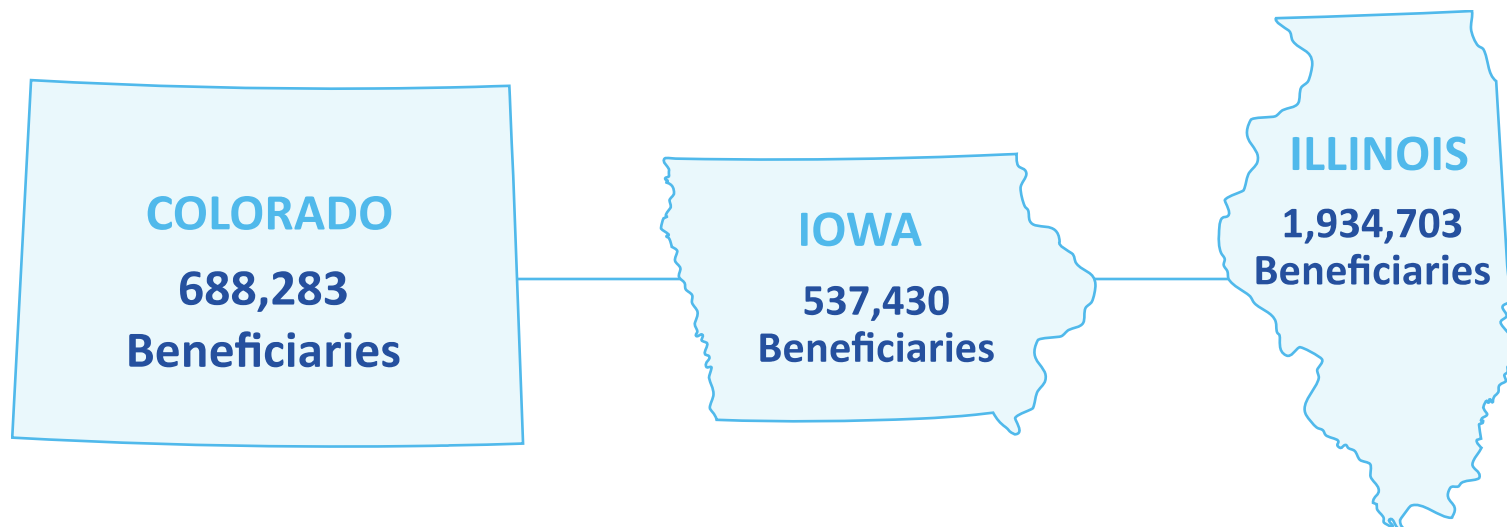 COLORADO
688,283
Beneficiaries
IOWA
537,430
Beneficiaries
ILLINOIS
1,934,703
Beneficiaries